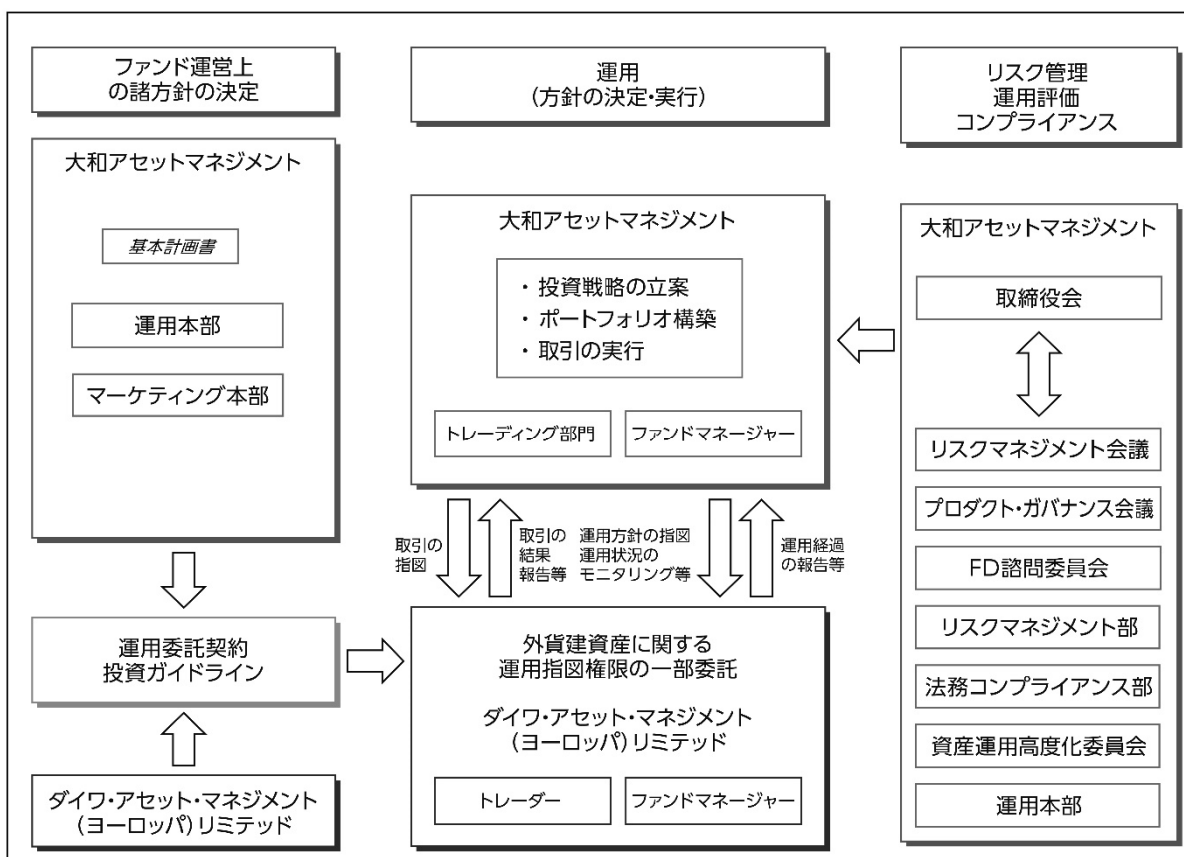 ファンド運営上
の諸方針の決定
大和アセットマネジメント
基本計画書
運用本部
マーケティング本部
運用委託契約
投資ガイドライン
ダイワ・アセット・マネジメント
(ヨーロッパ)リミテッド
運用
(方針の決定・実行)
大和アセットマネジメント
・投資戦略の立案
・ポートフォリオ構築
・取引の実行
トレーディング部門
ファンドマネージャー
取引の
指図
取引の
結果
報告等
運用方針の指図
運用状況の
モニタリング等
運用経過
の報告等
外貨建資産に関する
運用指図権限の一部委託
ダイワ・アセット・マネジメント
(ヨーロッパ)リミテッド
トレーダー
ファンドマネージャー
リスク管理
運用評価
コンプライアンス
大和アセットマネジメント
取締役会
リスクマネジメント会議
プロダクト・ガバナンス会議
FD諮問委員会
リスクマネジメント部
法務コンプライアンス部
資産運用高度化委員会
運用本部